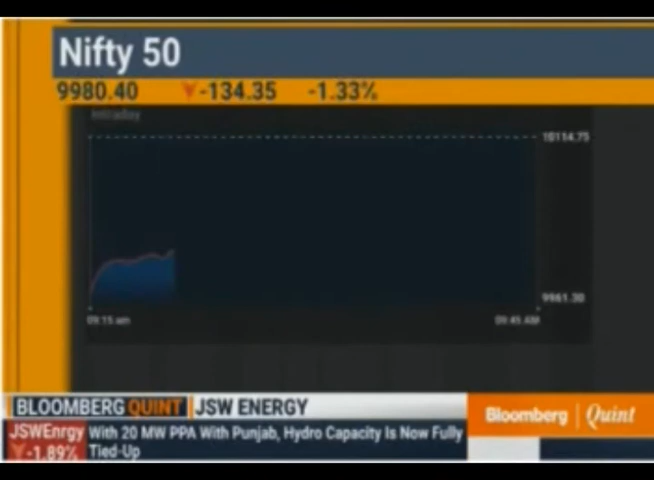 Nifty 50
9980.40 -134.35 -1.33%
Intraday
10114.75
9961.30
09:15 am 09:45 AM
BLOOMBERG QUINT JSW ENERGY
Bloomberg | Quint
JSWEnrgy With 20 MW PPA With Punjab, Hydro Capacity Is Now Fully
-1.89% Tied-Up